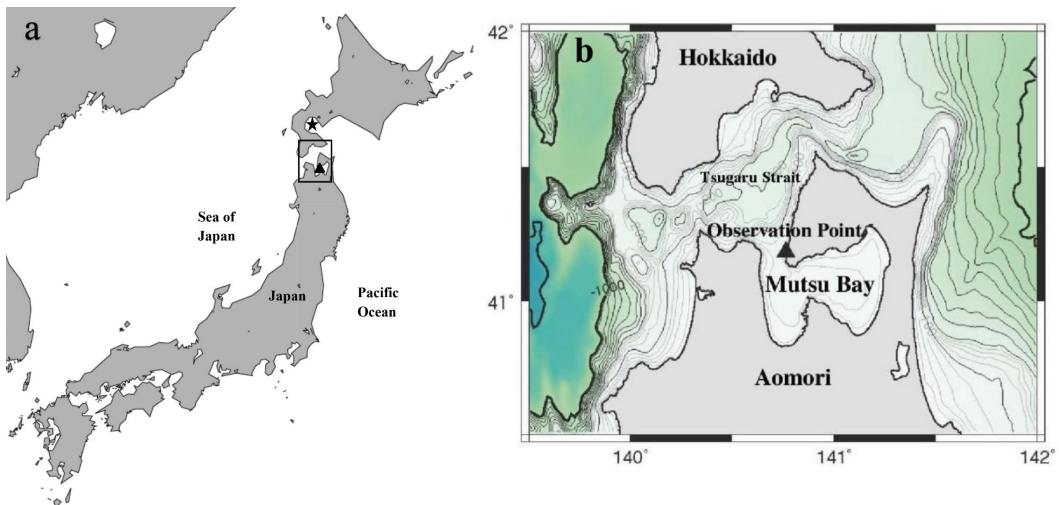 a
Sea of
Japan
Japan
Pacific
Ocean
b
42°
Hokkaido
Tsugaru Strait
Observation Point
Mutsu Bay
41°
-1000
Aomori
140°
141°
142°